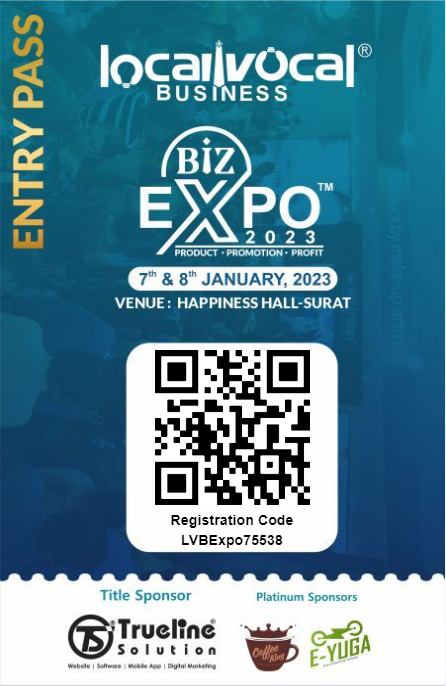 ENTRY PASS
localvocal®
BUSINESS
BiZ
EXPO™
2023
PRODUCT • PROMOTION • PROFIT
7th & 8th JANUARY, 2023
VENUE : HAPPINESS HALL-SURAT
Registration Code
LVBExpo75538
Title Sponsor
Platinum Sponsors
TS Trueline®
Solution
Website | Software | Mobile App | Digital Marketing
Coffee King
E-YUGA